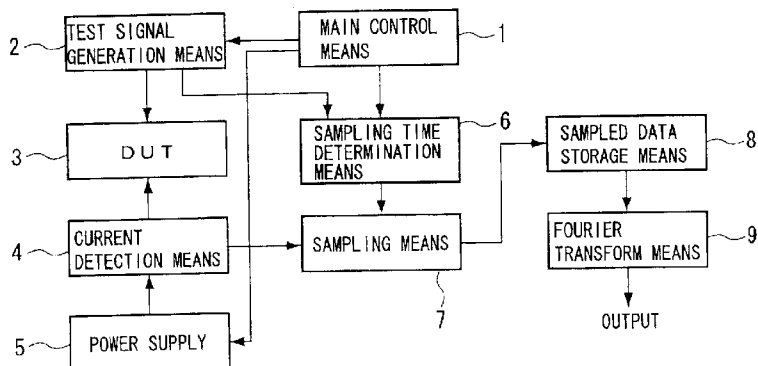 2
TEST SIGNAL
GENERATION MEANS
MAIN CONTROL
MEANS
1
3
DUT
6
SAMPLING TIME
DETERMINATION
MEANS
SAMPLED DATA
STORAGE MEANS
8
4
CURRENT
DETECTION MEANS
SAMPLING MEANS
7
FOURIER
TRANSFORM MEANS
9
5
POWER SUPPLY
OUTPUT